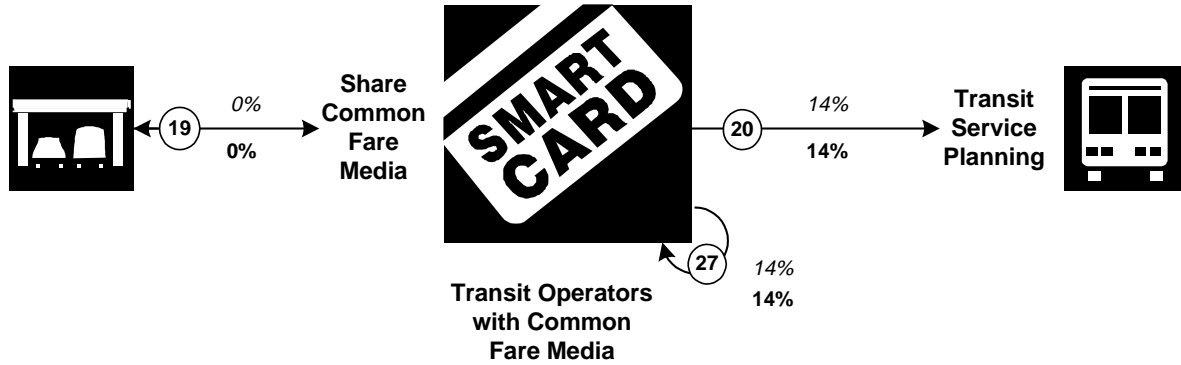 19
0%
0%
Share
Common
Fare
Media
SMART
CARD
20
14%
14%
Transit
Service
Planning
27
14%
14%
Transit Operators
with Common
Fare Media